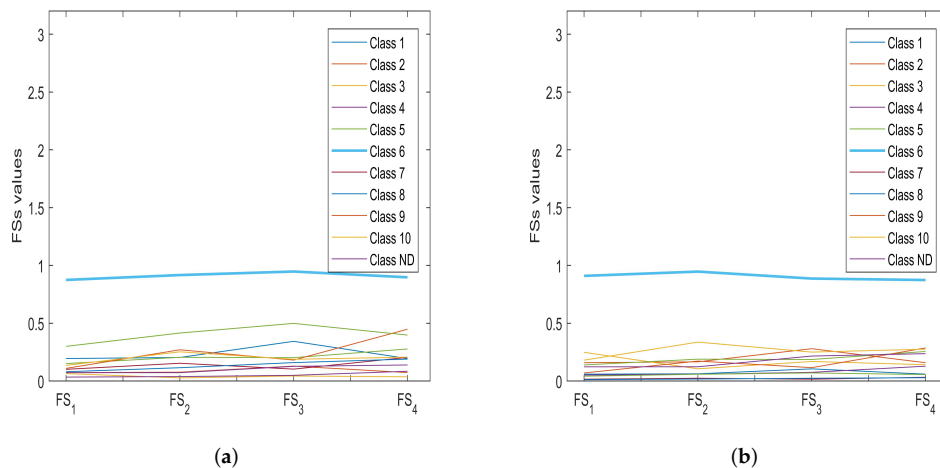 3
2.5
2
1.5
1
0.5
0
FSs values
FS1
FS2
FS3
FS4
Class 1
Class 2
Class 3
Class 4
Class 5
Class 6
Class 7
Class 8
Class 9
Class 10
Class ND
(a)
3
2.5
2
1.5
1
0.5
0
FSs values
FS1
FS2
FS3
FS4
Class 1
Class 2
Class 3
Class 4
Class 5
Class 6
Class 7
Class 8
Class 9
Class 10
Class ND
(b)